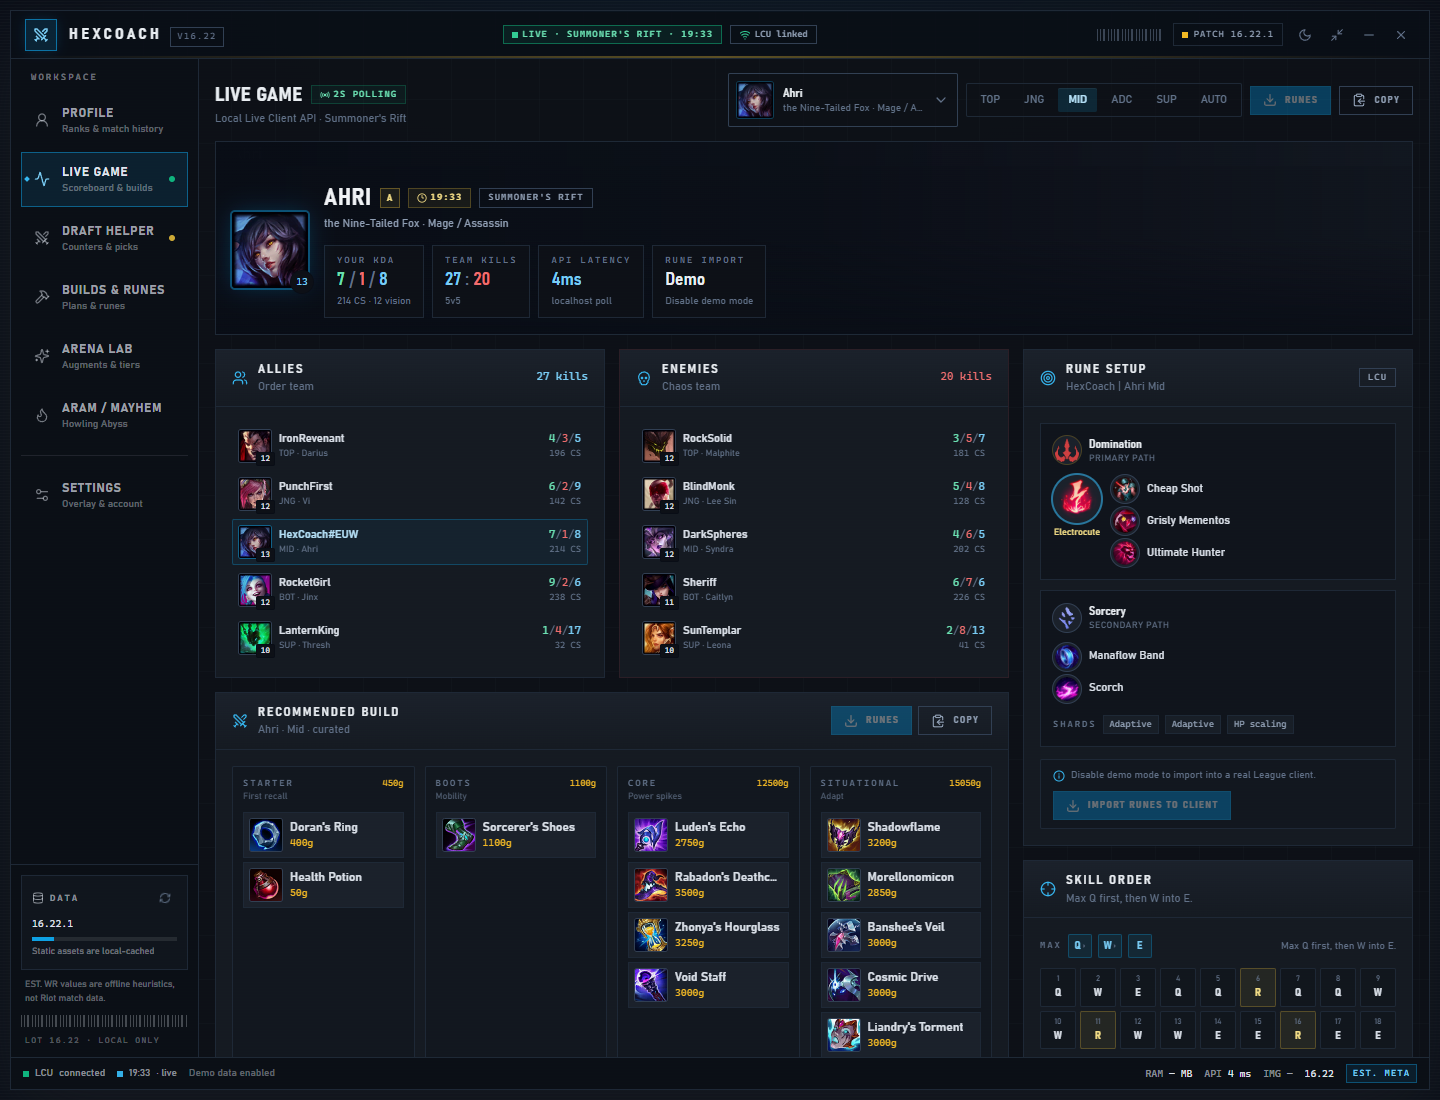 HEXCOACH V16.22
LIVE · SUMMONER'S RIFT · 19:33
LCU linked
PATCH 16.22.1
WORKSPACE
PROFILE
Ranks & match history
LIVE GAME
Scoreboard & builds
DRAFT HELPER
Counters & picks
BUILDS & RUNES
Plans & runes
ARENA LAB
Augments & tiers
ARAM / MAYHEM
Howling Abyss
SETTINGS
Overlay & account
DATA
16.22.1
Static assets are local-cached
EST. WR values are offline heuristics,
not Riot match data.
LOT 16.22 · LOCAL ONLY
LIVE GAME 2S POLLING
Local Live Client API · Summoner's Rift
Ahri
the Nine-Tailed Fox · Mage / A...
TOP JNG MID ADC SUP AUTO
RUNES
COPY
AHRI A 19:33 SUMMONER'S RIFT
the Nine-Tailed Fox · Mage / Assassin
13
YOUR KDA
7 / 1 / 8
214 CS · 12 vision
TEAM KILLS
27 : 20
5v5
API LATENCY
4ms
localhost poll
RUNE IMPORT
Demo
Disable demo mode
ALLIES
Order team
27 kills
IronRevenant 4/3/5
12 TOP · Darius 196 CS
PunchFirst 6/2/9
12 JNG · Vi 142 CS
HexCoach#EUW 7/1/8
13 MID · Ahri 214 CS
RocketGirl 9/2/6
12 BOT · Jinx 238 CS
LanternKing 1/4/17
10 SUP · Thresh 32 CS
ENEMIES
Chaos team
20 kills
RockSolid 3/5/7
12 TOP · Malphite 181 CS
BlindMonk 5/4/8
12 JNG · Lee Sin 128 CS
DarkSpheres 4/6/5
12 MID · Syndra 202 CS
Sheriff 6/7/6
11 BOT · Caitlyn 226 CS
SunTemplar 2/8/13
10 SUP · Leona 41 CS
RUNE SETUP
HexCoach | Ahri Mid
LCU
Domination
PRIMARY PATH
Electrocute
Cheap Shot
Grisly Mementos
Ultimate Hunter
Sorcery
SECONDARY PATH
Manaflow Band
Scorch
SHARDS Adaptive Adaptive HP scaling
Disable demo mode to import into a real League client.
IMPORT RUNES TO CLIENT
RECOMMENDED BUILD
Ahri · Mid · curated
RUNES
COPY
STARTER 450g
First recall
Doran's Ring
400g
Health Potion
50g
BOOTS 1100g
Mobility
Sorcerer's Shoes
1100g
CORE 12500g
Power spikes
Luden's Echo
2750g
Rabadon's Deathc...
3500g
Zhonya's Hourglass
3250g
Void Staff
3000g
SITUATIONAL 15050g
Adapt
Shadowflame
3200g
Morellonomicon
2850g
Banshee's Veil
3000g
Cosmic Drive
3000g
Liandry's Torment
3000g
SKILL ORDER
Max Q first, then W into E.
MAX Q› W› E Max Q first, then W into E.
1 2 3 4 5 6 7 8 9
Q W E Q Q R Q Q W
10 11 12 13 14 15 16 17 18
W R W W E E R E E
LCU connected 19:33 · live Demo data enabled
RAM — MB API 4 ms IMG — 16.22 EST. META